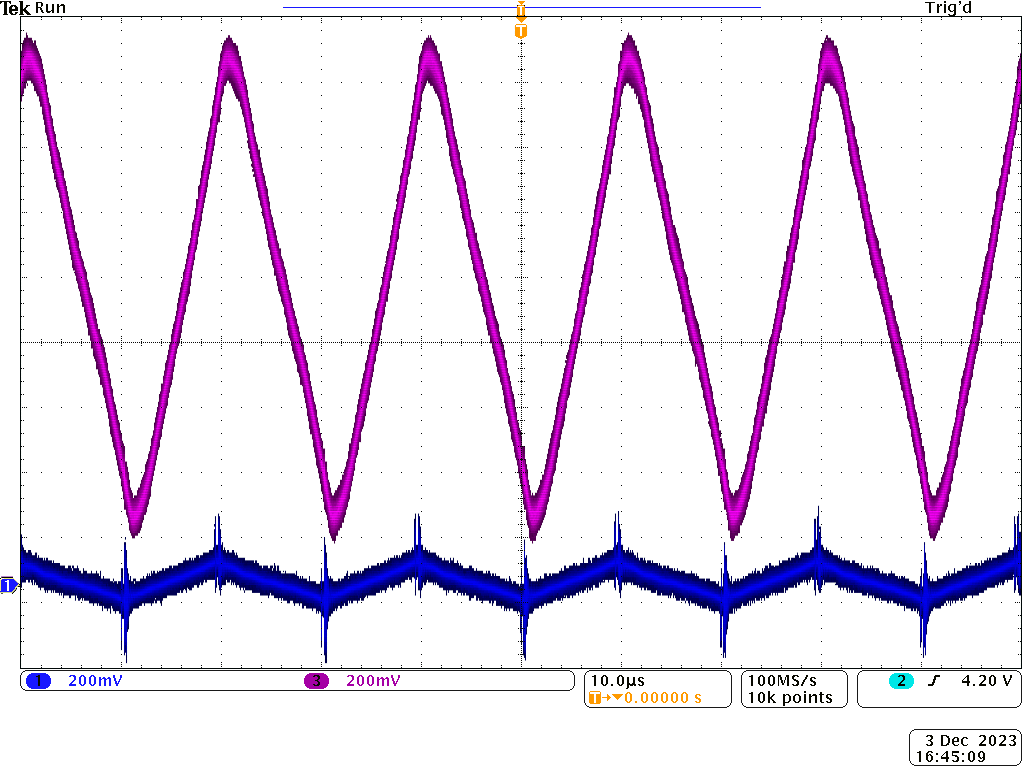 Tek Run Trig'd
T
T
1
1 200mV 3 200mV
10.0µs
T→▼0.00000 s
100MS/s
10k points
2 4.20 V
3 Dec 2023
16:45:09